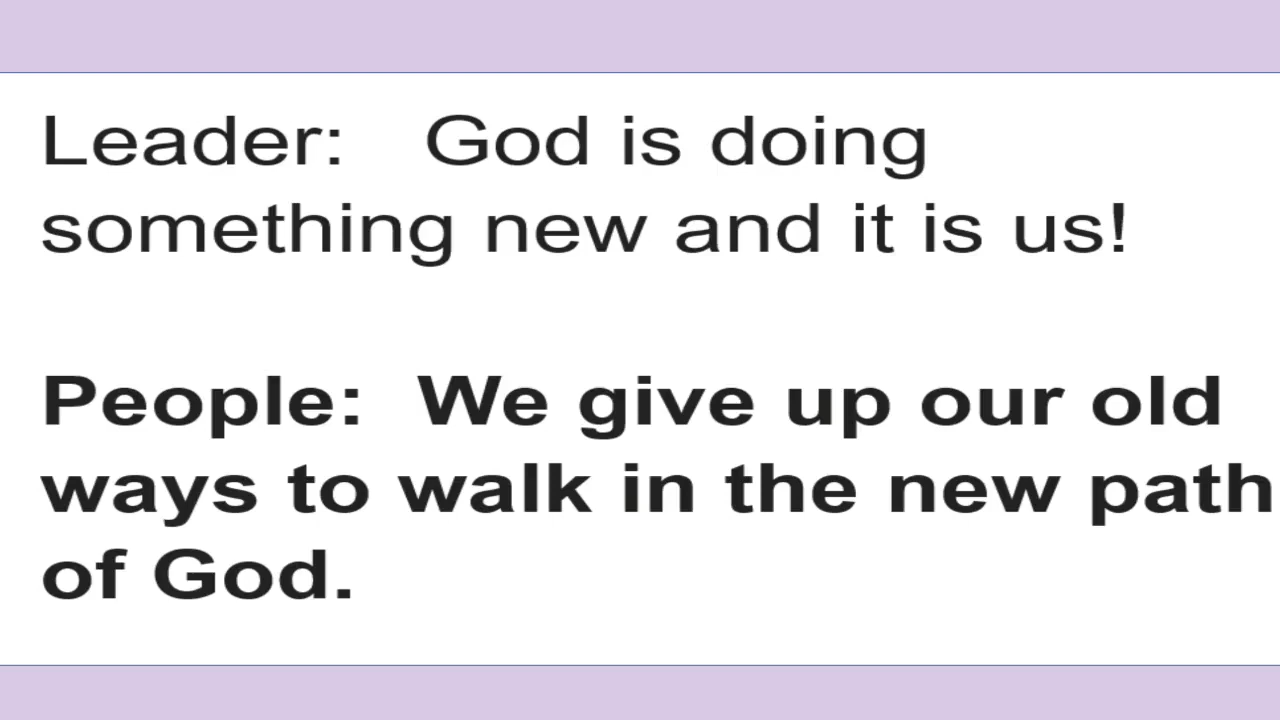 Leader: God is doing
something new and it is us!
People: We give up our old
ways to walk in the new path
of God.